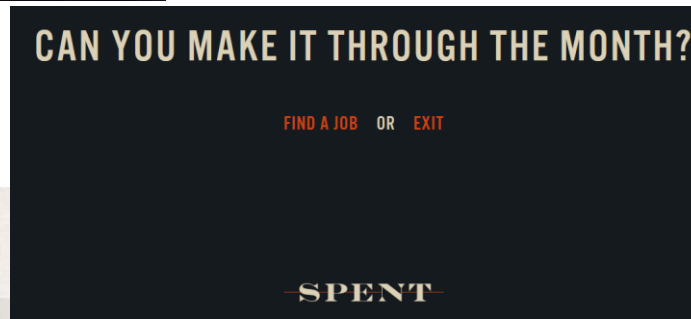 CAN YOU MAKE IT THROUGH THE MONTH?
FIND A JOB OR EXIT
SPENT